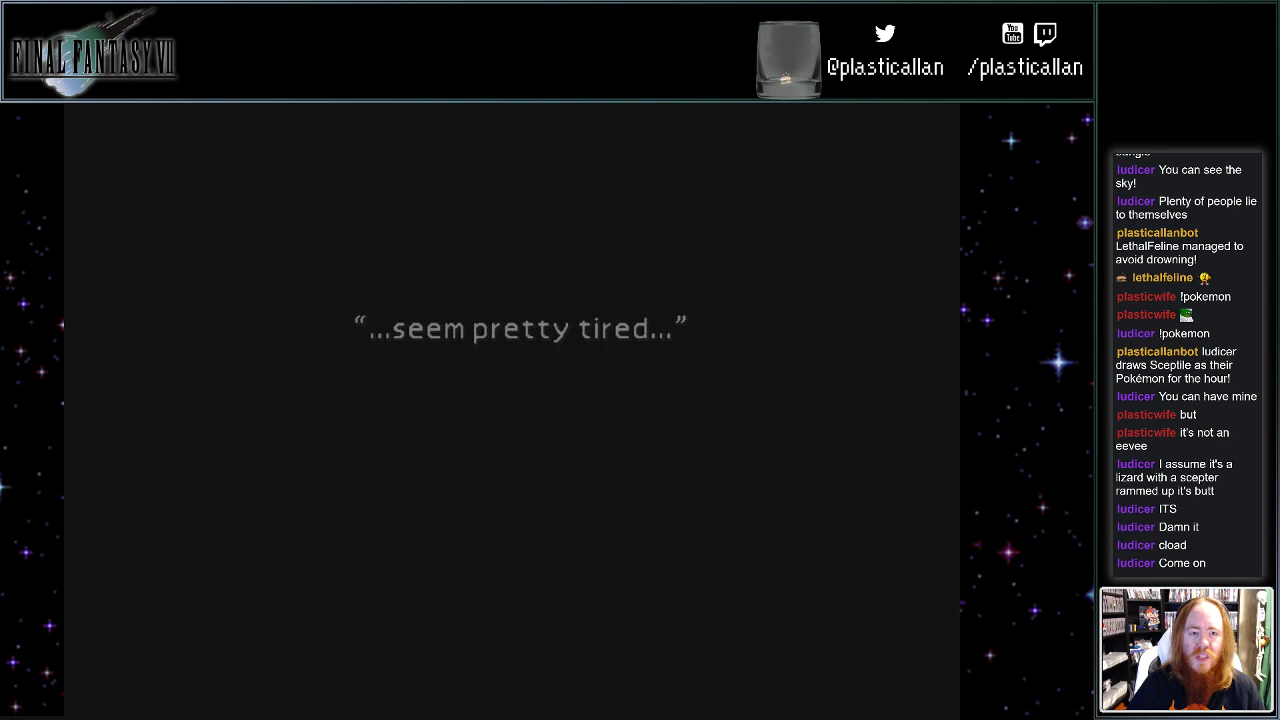 FINAL FANTASY VII
@plasticallan
You
Tube
/plasticallan
"...seem pretty tired..."
ludicer You can see the
sky!
ludicer Plenty of people lie
to themselves
plasticallanbot
LethalFeline managed to
avoid drowning!
lethalfeline
plasticwife !pokemon
plasticwife
ludicer !pokemon
plasticallanbot ludicer
draws Sceptile as their
Pokémon for the hour!
ludicer You can have mine
plasticwife but
plasticwife it's not an
eevee
ludicer I assume it's a
lizard with a scepter
rammed up it's butt
ludicer ITS
ludicer Damn it
ludicer cload
ludicer Come on